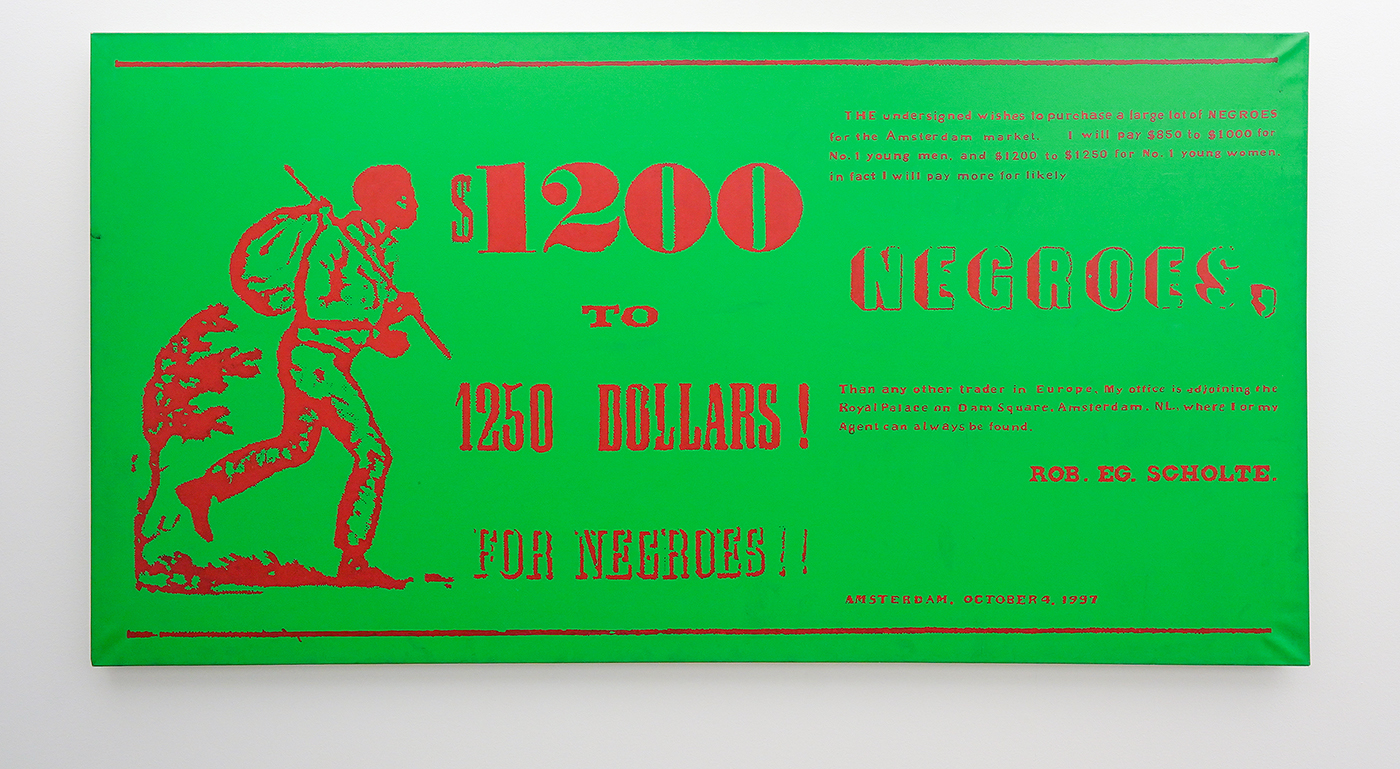 $1200
TO
1250 DOLLARS!
FOR NEGROES!!
THE undersigned wishes to purchase a large lot of NEGROES
for the Amsterdam market. I will pay $850 to $1000 for
No.1 young men, and $1200 to $1250 for No.1 young women.
in fact I will pay more for likely
NEGROES,
Than any other trader in Europe. My office is adjoining the
Royal Palace on Dam Square, Amsterdam, NL., where I or my
Agent can always be found.
ROB. EG. SCHOLTE.
AMSTERDAM, OCTOBER 4, 1997